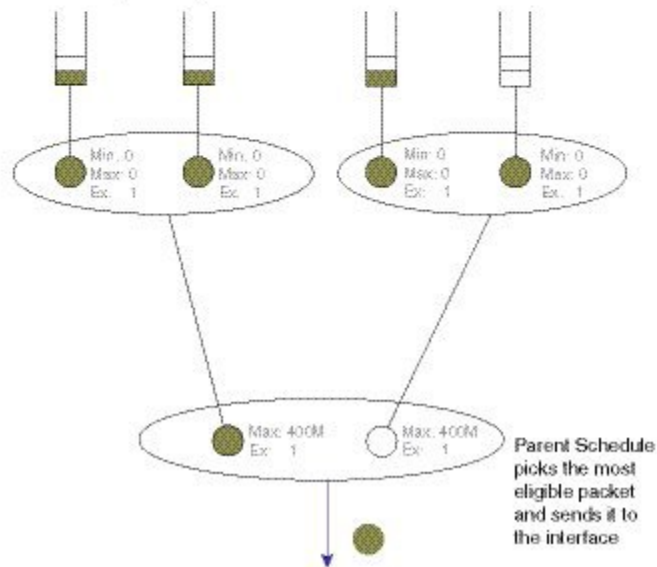 Min: 0
Max: 0
Ex: 1
Min: 0
Max: 0
Ex: 1
Min: 0
Max: 0
Ex: 1
Min: 0
Max: 0
Ex: 1
Max: 400M
Ex: 1
Max: 400M
Ex: 1
Parent Schedule
picks the most
eligible packet
and sends it to
the interface